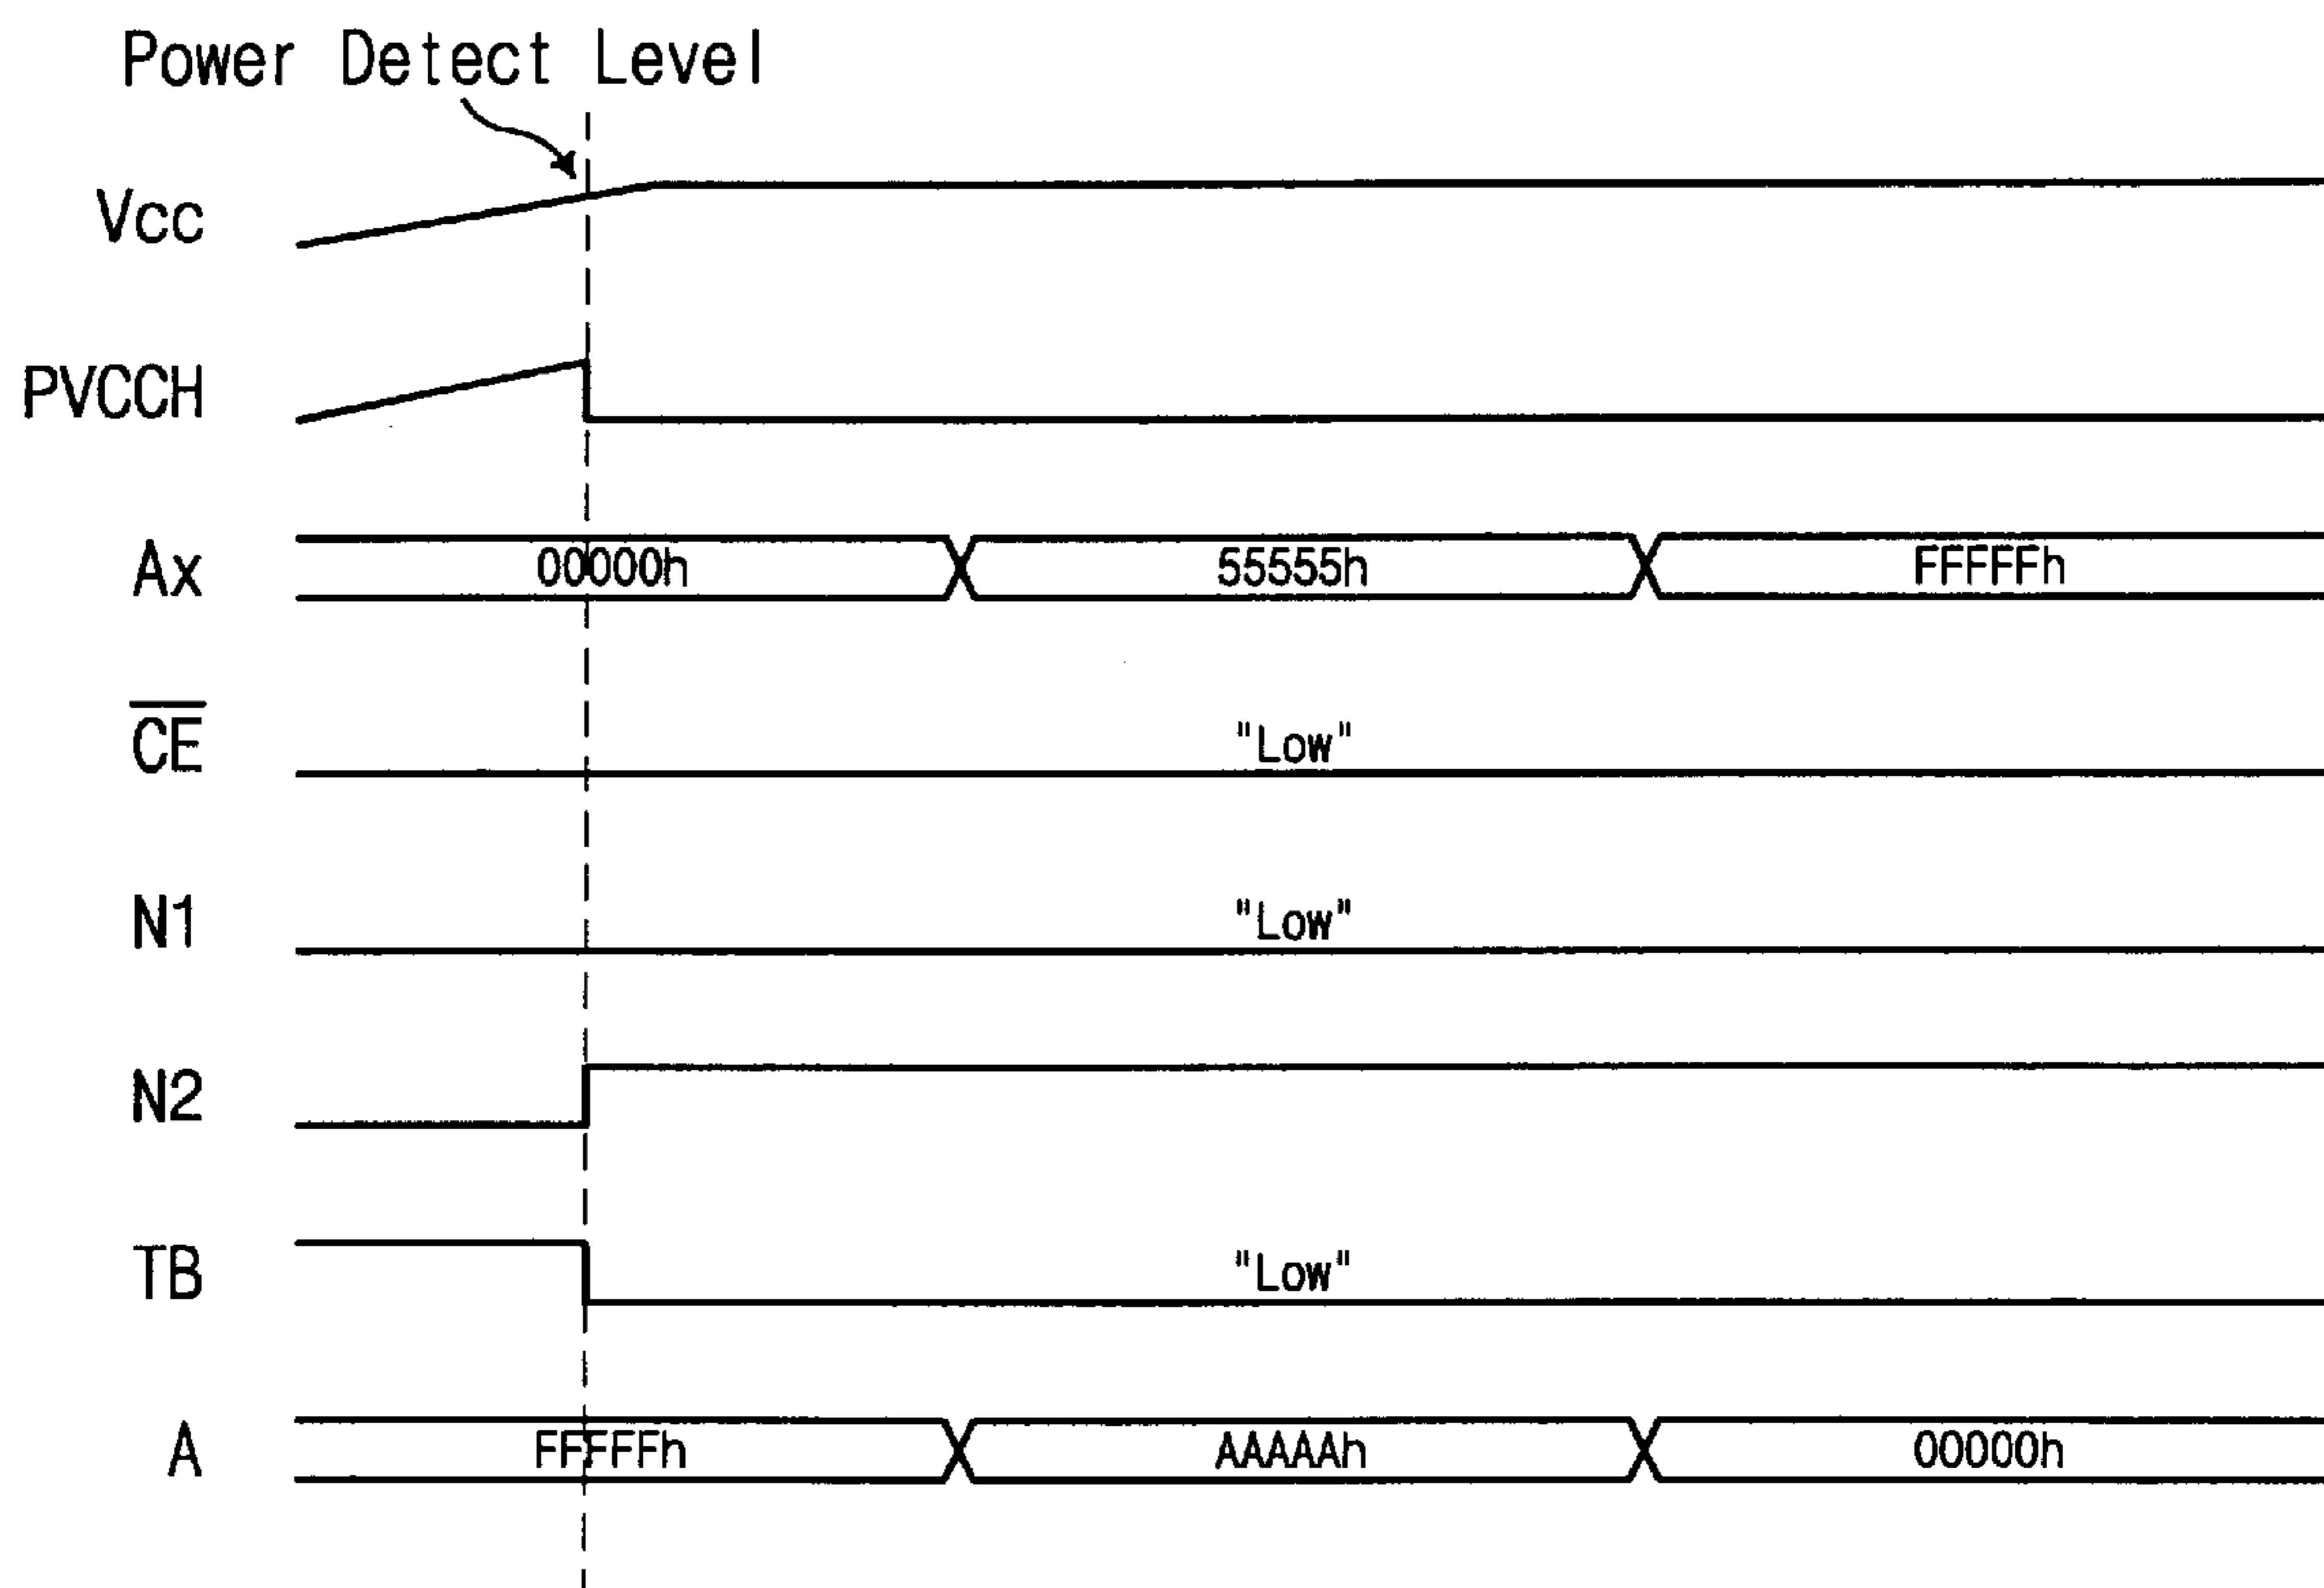 Power Detect Level
Vcc
PVCCH
Ax 00000h 55555h FFFFFh
CE "Low"
N1 "Low"
N2
TB "Low"
A FFFFFh AAAAAh 00000h